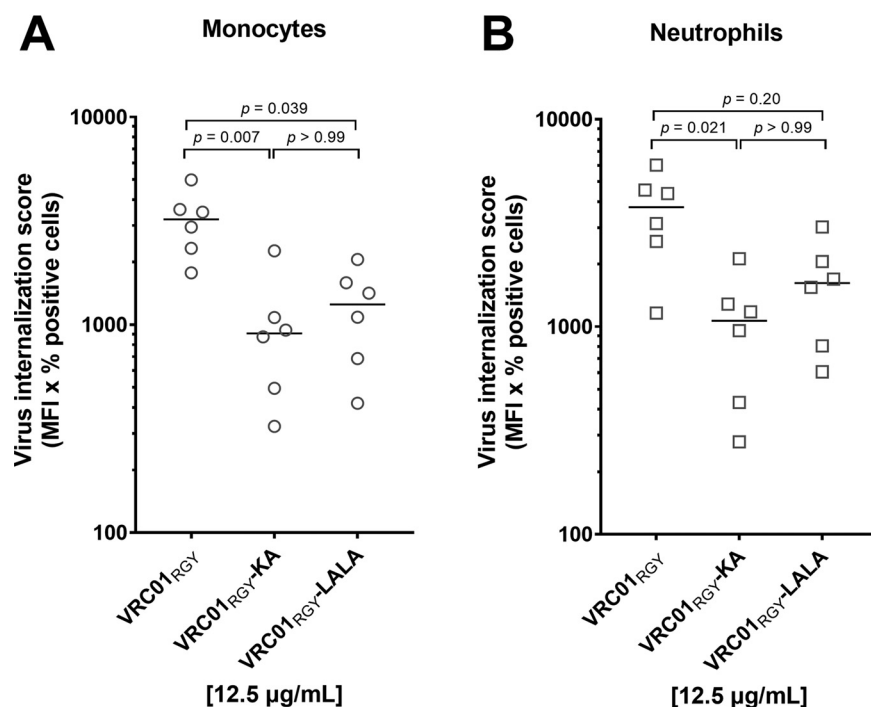 A
Monocytes
Virus internalization score
(MFI x % positive cells)
10000
1000
100
p = 0.039
p = 0.007
p > 0.99
VRC01RGY
VRC01RGY-KA
VRC01RGY-LALA
[12.5 µg/mL]
B
Neutrophils
Virus internalization score
(MFI x % positive cells)
10000
1000
100
p = 0.20
p = 0.021
p > 0.99
VRC01RGY
VRC01RGY-KA
VRC01RGY-LALA
[12.5 µg/mL]